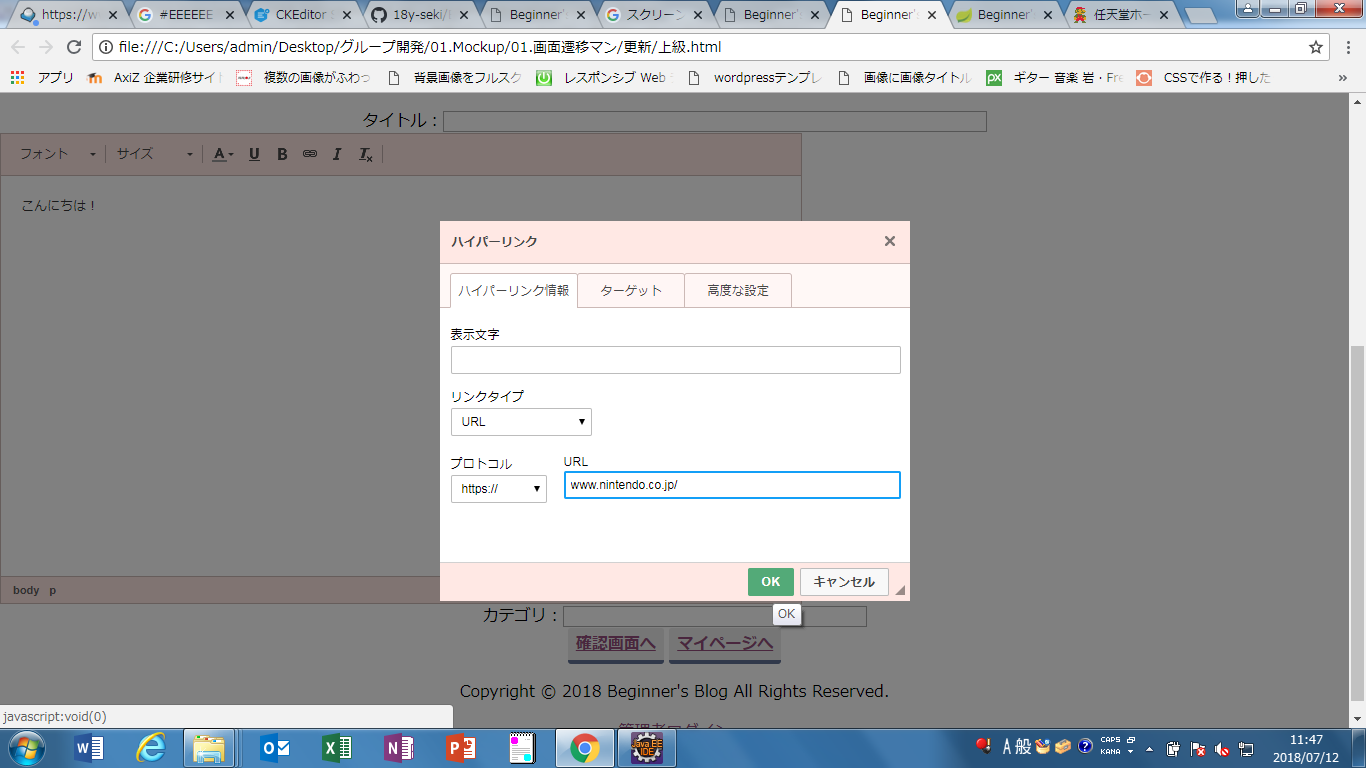 https://w
#EEEEEE
CKEditor
18y-seki/
Beginner'
スクリーン
Beginner'
Beginner'
Beginner'
任天堂ホー
file:///C:/Users/admin/Desktop/グループ開発/01.Mockup/01.画面遷移マン/更新/上級.html
アプリ
AxiZ 企業研修サイト
複数の画像がふわっ
背景画像をフルスク
レスポンシブ Web
wordpressテンプレ
画像に画像タイトル
ギター 音楽 岩・Fre
CSSで作る！押した
»
タイトル：
フォント サイズ A U B I Tx
こんにちは！
ハイパーリンク
ハイパーリンク情報 ターゲット 高度な設定
表示文字
リンクタイプ
URL
プロトコル URL
https:// www.nintendo.co.jp/
OK キャンセル
OK
body p
カテゴリ：
確認画面へ マイページへ
Copyright © 2018 Beginner's Blog All Rights Reserved.
管理者ログイン
javascript:void(0)
A 般 CAPS KANA
11:47
2018/07/12